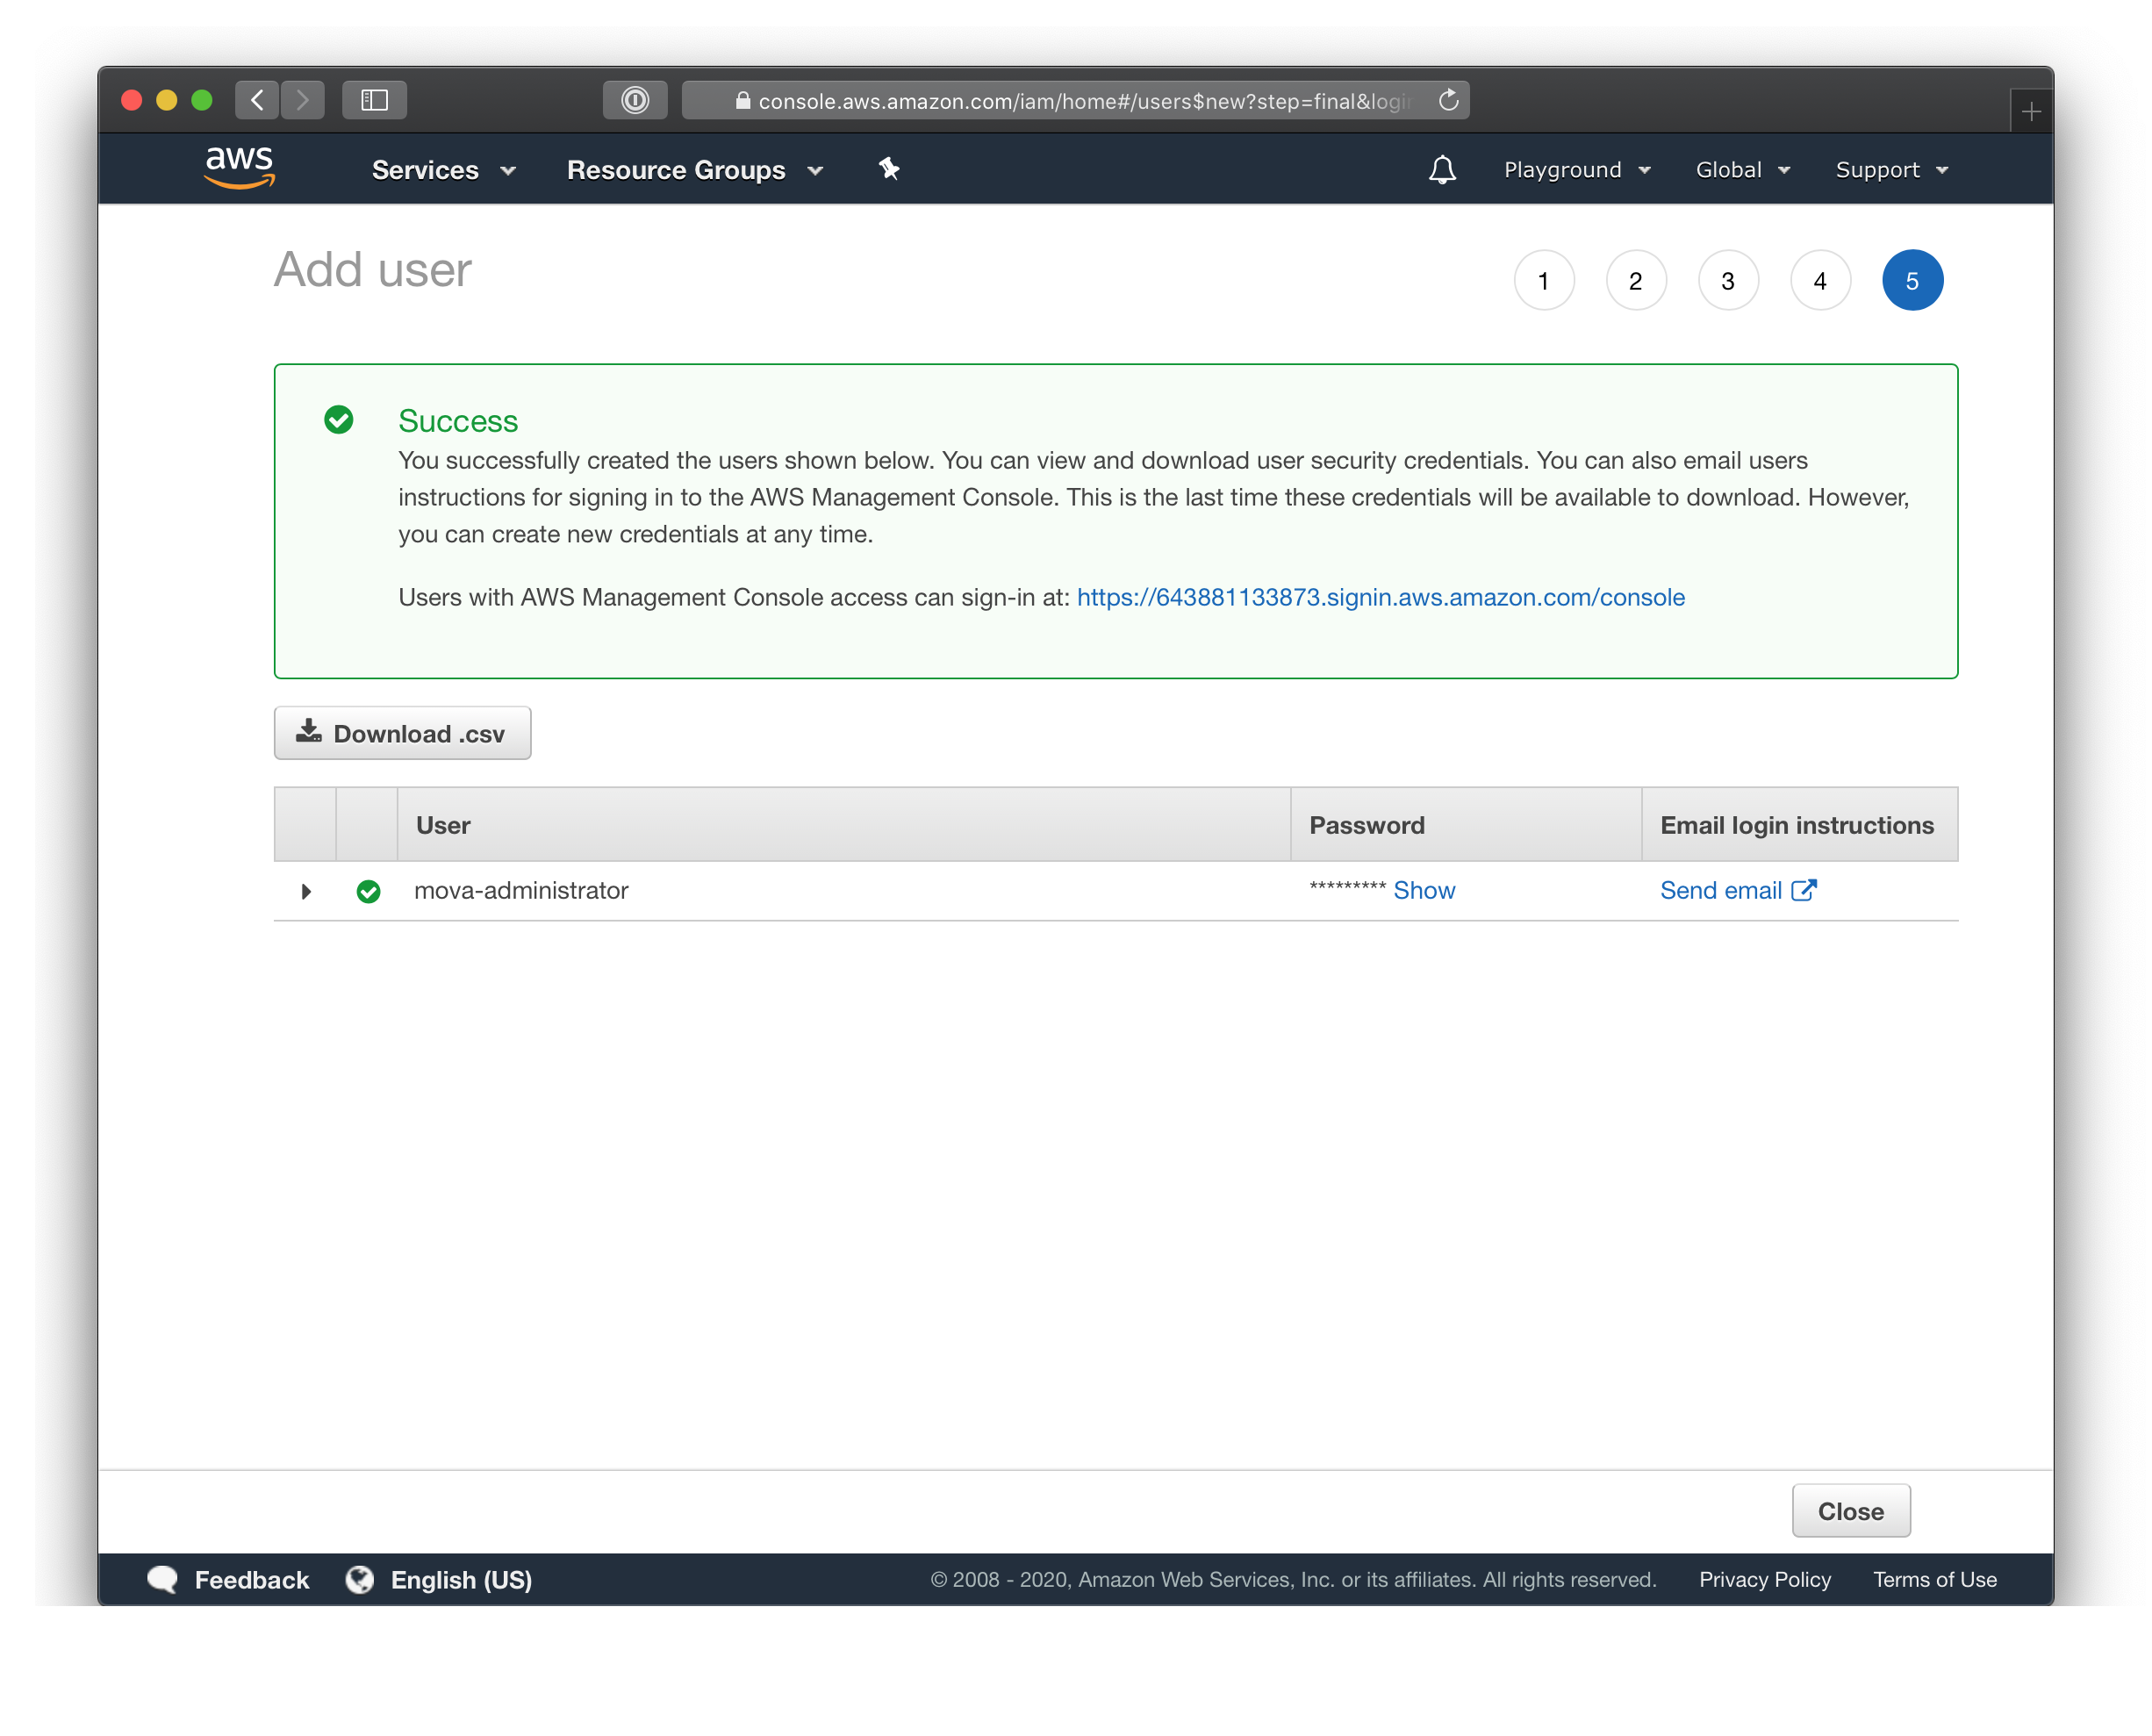 console.aws.amazon.com/iam/home#/users$new?step=final&login
aws Services Resource Groups Playground Global Support
Add user 1 2 3 4 5
Success
You successfully created the users shown below. You can view and download user security credentials. You can also email users
instructions for signing in to the AWS Management Console. This is the last time these credentials will be available to download. However,
you can create new credentials at any time.
Users with AWS Management Console access can sign-in at: https://643881133873.signin.aws.amazon.com/console
Download .csv
User Password Email login instructions
mova-administrator ********* Show Send email
Close
Feedback English (US) © 2008 - 2020, Amazon Web Services, Inc. or its affiliates. All rights reserved. Privacy Policy Terms of Use